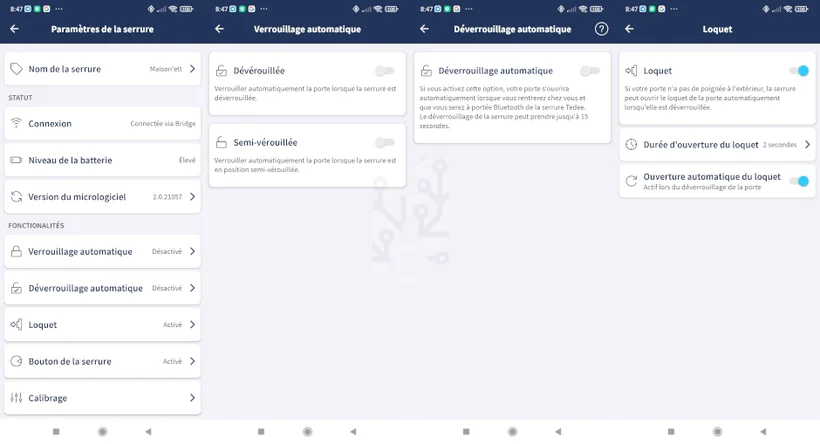 8:47
Paramètres de la serrure
Nom de la serrure
Maison'ett
STATUT
Connexion
Connectée via Bridge
Niveau de la batterie
Élevé
Version du micrologiciel
2.0.21057
FONCTIONALITÉS
Verrouillage automatique
Désactivé
Déverrouillage automatique
Désactivé
Loquet
Activé
Bouton de la serrure
Activé
Calibrage
8:47
Verrouillage automatique
Dévérouillée
Verrouiller automatiquement la porte lorsque la serrure est
déverrouillée.
Semi-vérouillée
Verrouiller automatiquement la porte lorsque la serrure est
en position semi-vérouillée.
8:47
Déverrouillage automatique
?
Déverrouillage automatique
Si vous activez cette option, votre porte s'ouvrira
automatiquement lorsque vous rentrerez chez vous et
que vous serez à portée Bluetooth de la serrure Tedee.
Le déverrouillage de la serrure peut prendre jusqu'à 15
secondes.
8:47
Loquet
Loquet
Si votre porte n'a pas de poignée à l'extérieur, la serrure
peut ouvrir le loquet de la porte automatiquement
lorsqu'elle est déverrouillée.
Durée d'ouverture du loquet
2 secondes
Ouverture automatique du loquet
Actif lors du déverrouillage de la porte